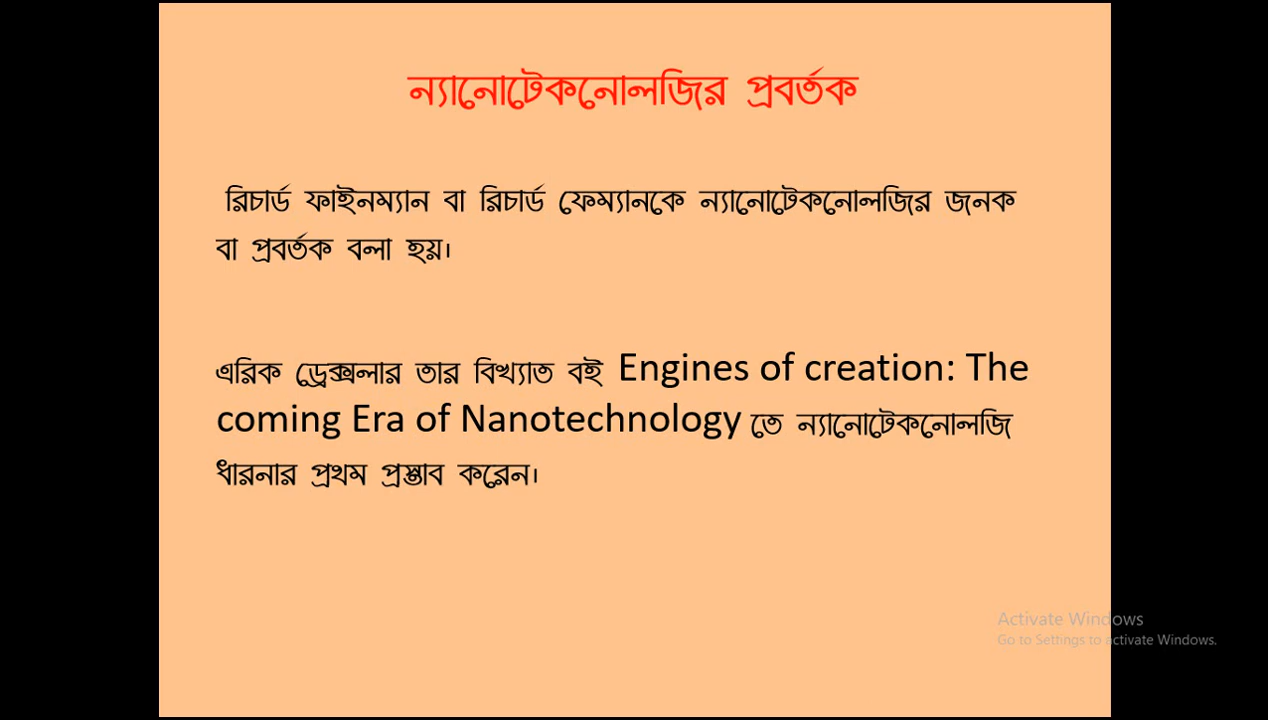 ন্যানোটেকনোলজির প্রবর্তক
রিচার্ড ফাইনম্যান বা রিচার্ড ফেম্যানকে ন্যানোটেকনোলজির জনক
বা প্রবর্তক বলা হয়।
এরিক ড্রেক্সলার তার বিখ্যাত বই Engines of creation: The
coming Era of Nanotechnology তে ন্যানোটেকনোলজি
ধারনার প্রথম প্রস্তাব করেন।
Activate Windows
Go to Settings to activate Windows.